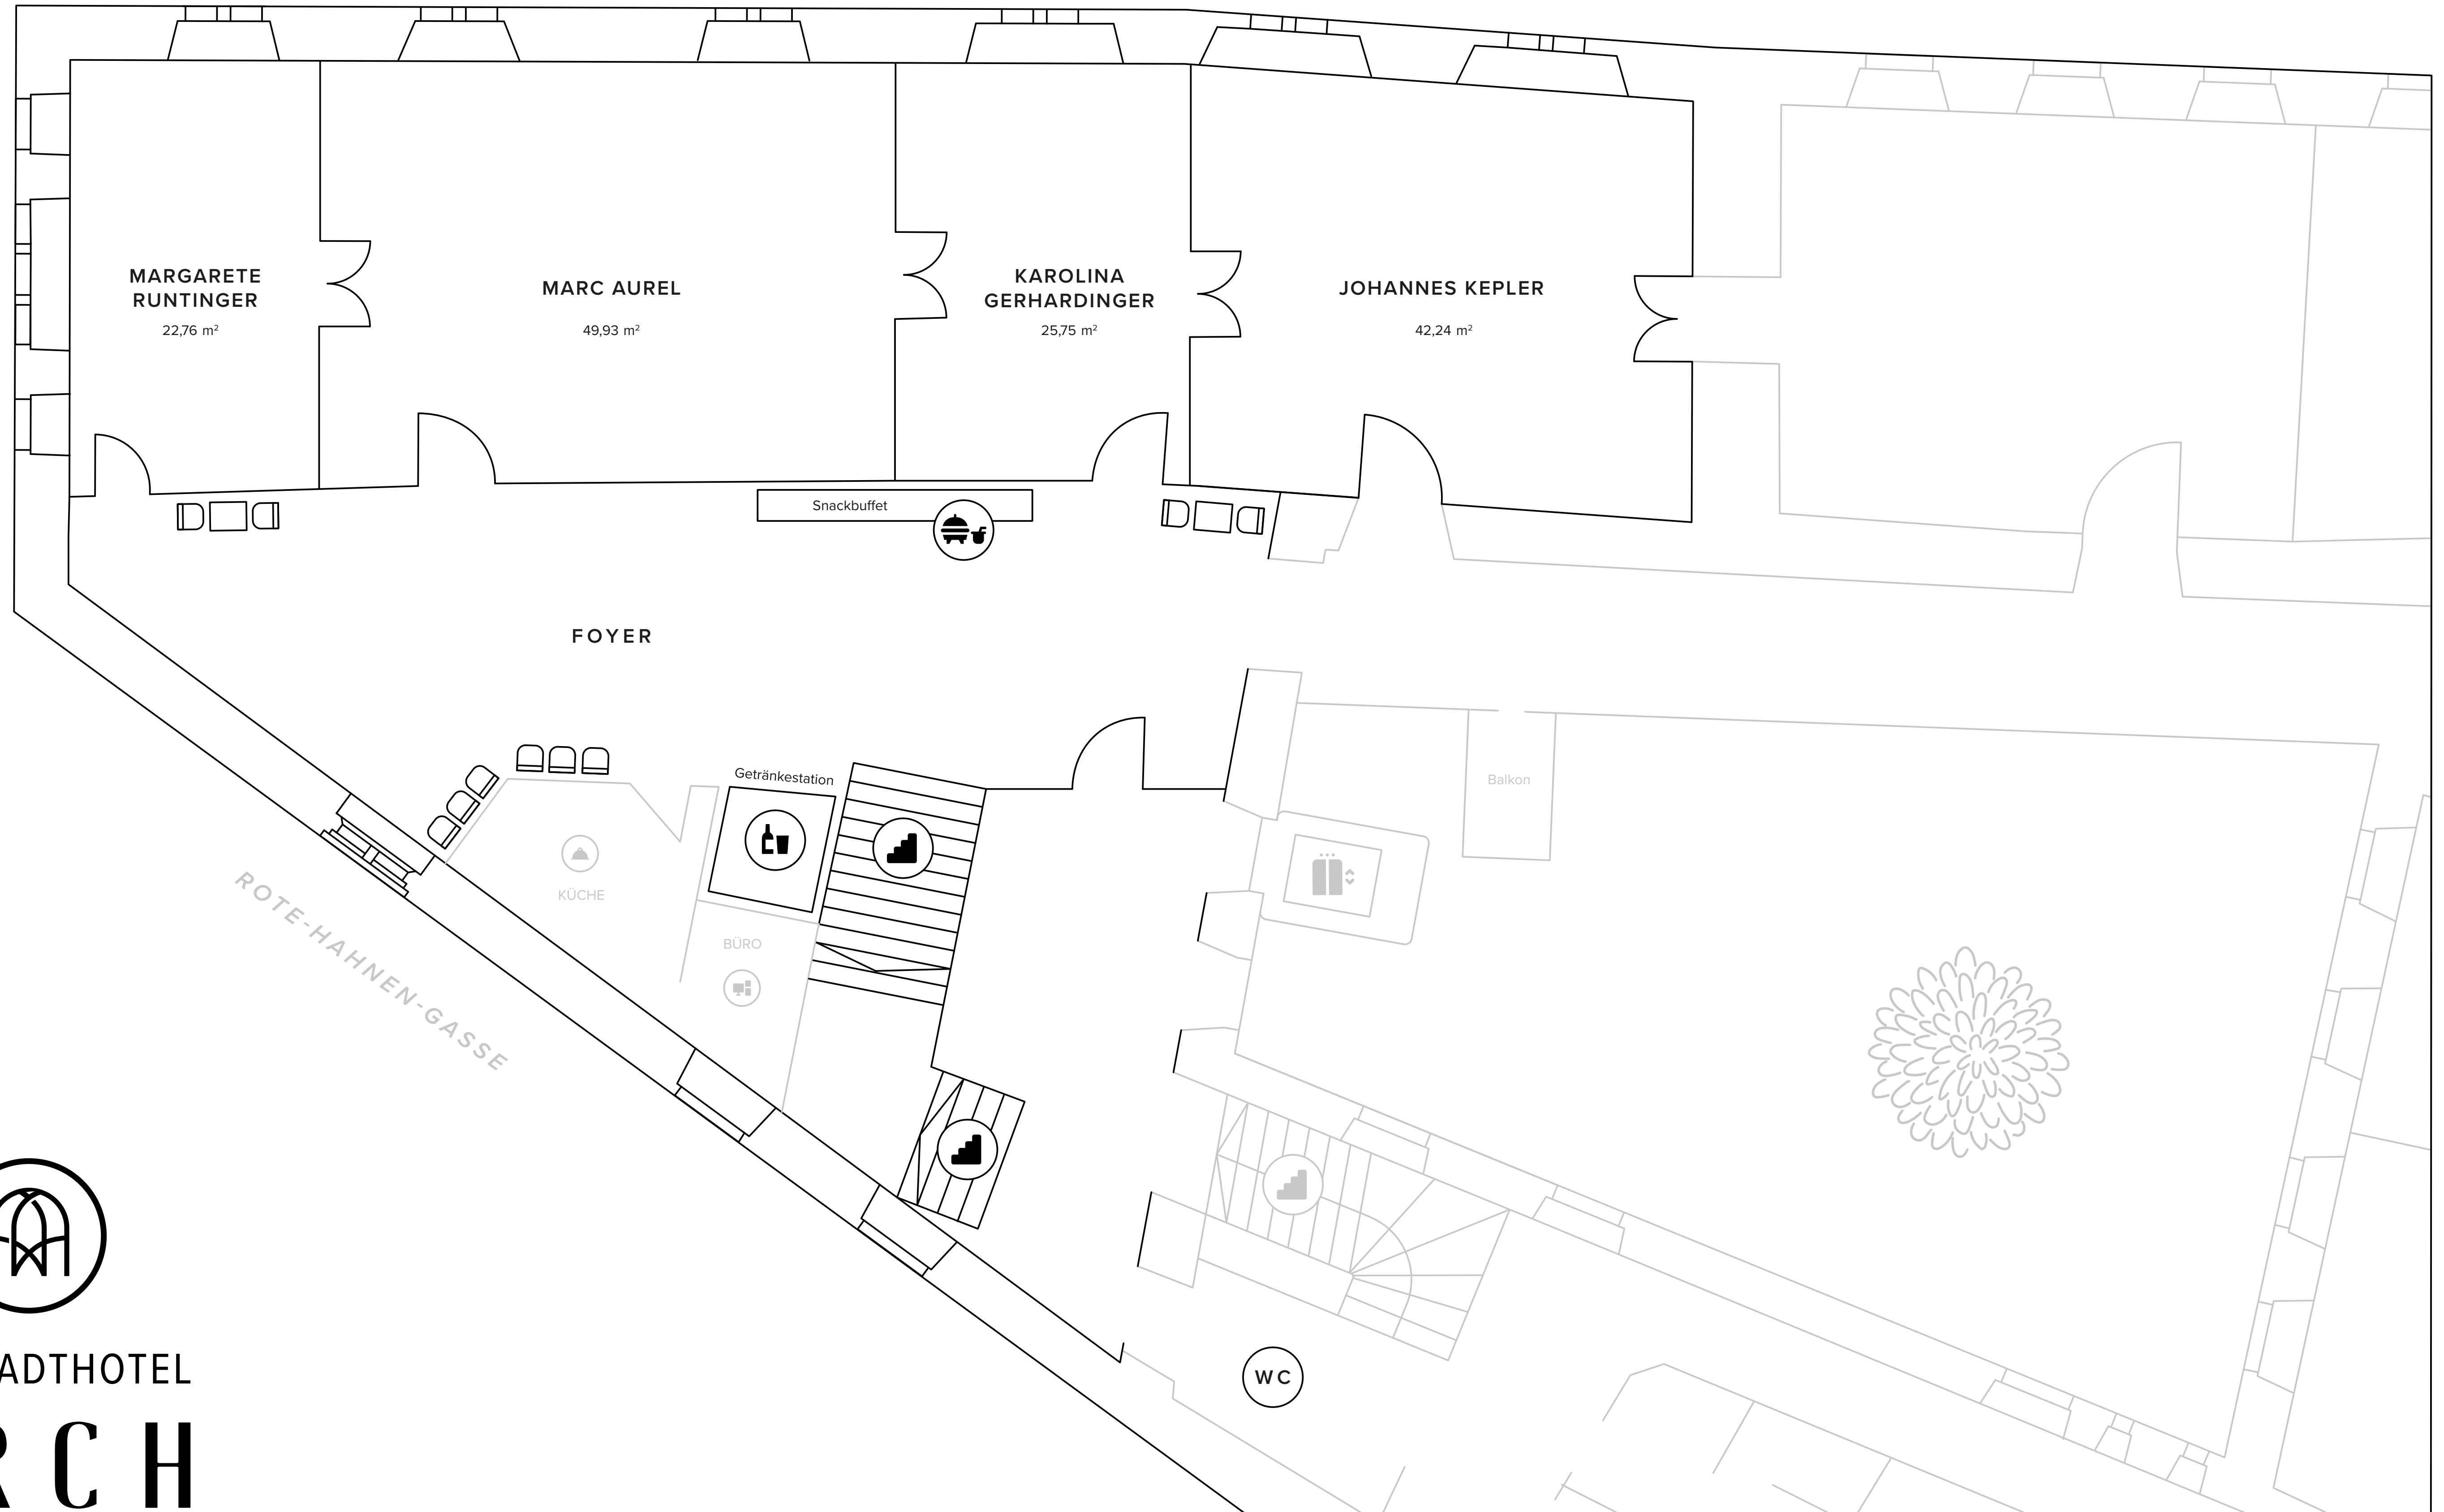 MARGARETE
RUNTINGER
22,76 m²
MARC AUREL
49,93 m²
KAROLINA
GERHARDINGER
25,75 m²
JOHANNES KEPLER
42,24 m²
Snackbuffet
FOYER
Getränkestation
Balkon
KÜCHE
BÜRO
ROTE-HAHNEN-GASSE
WC
ADTHOTEL
RCH